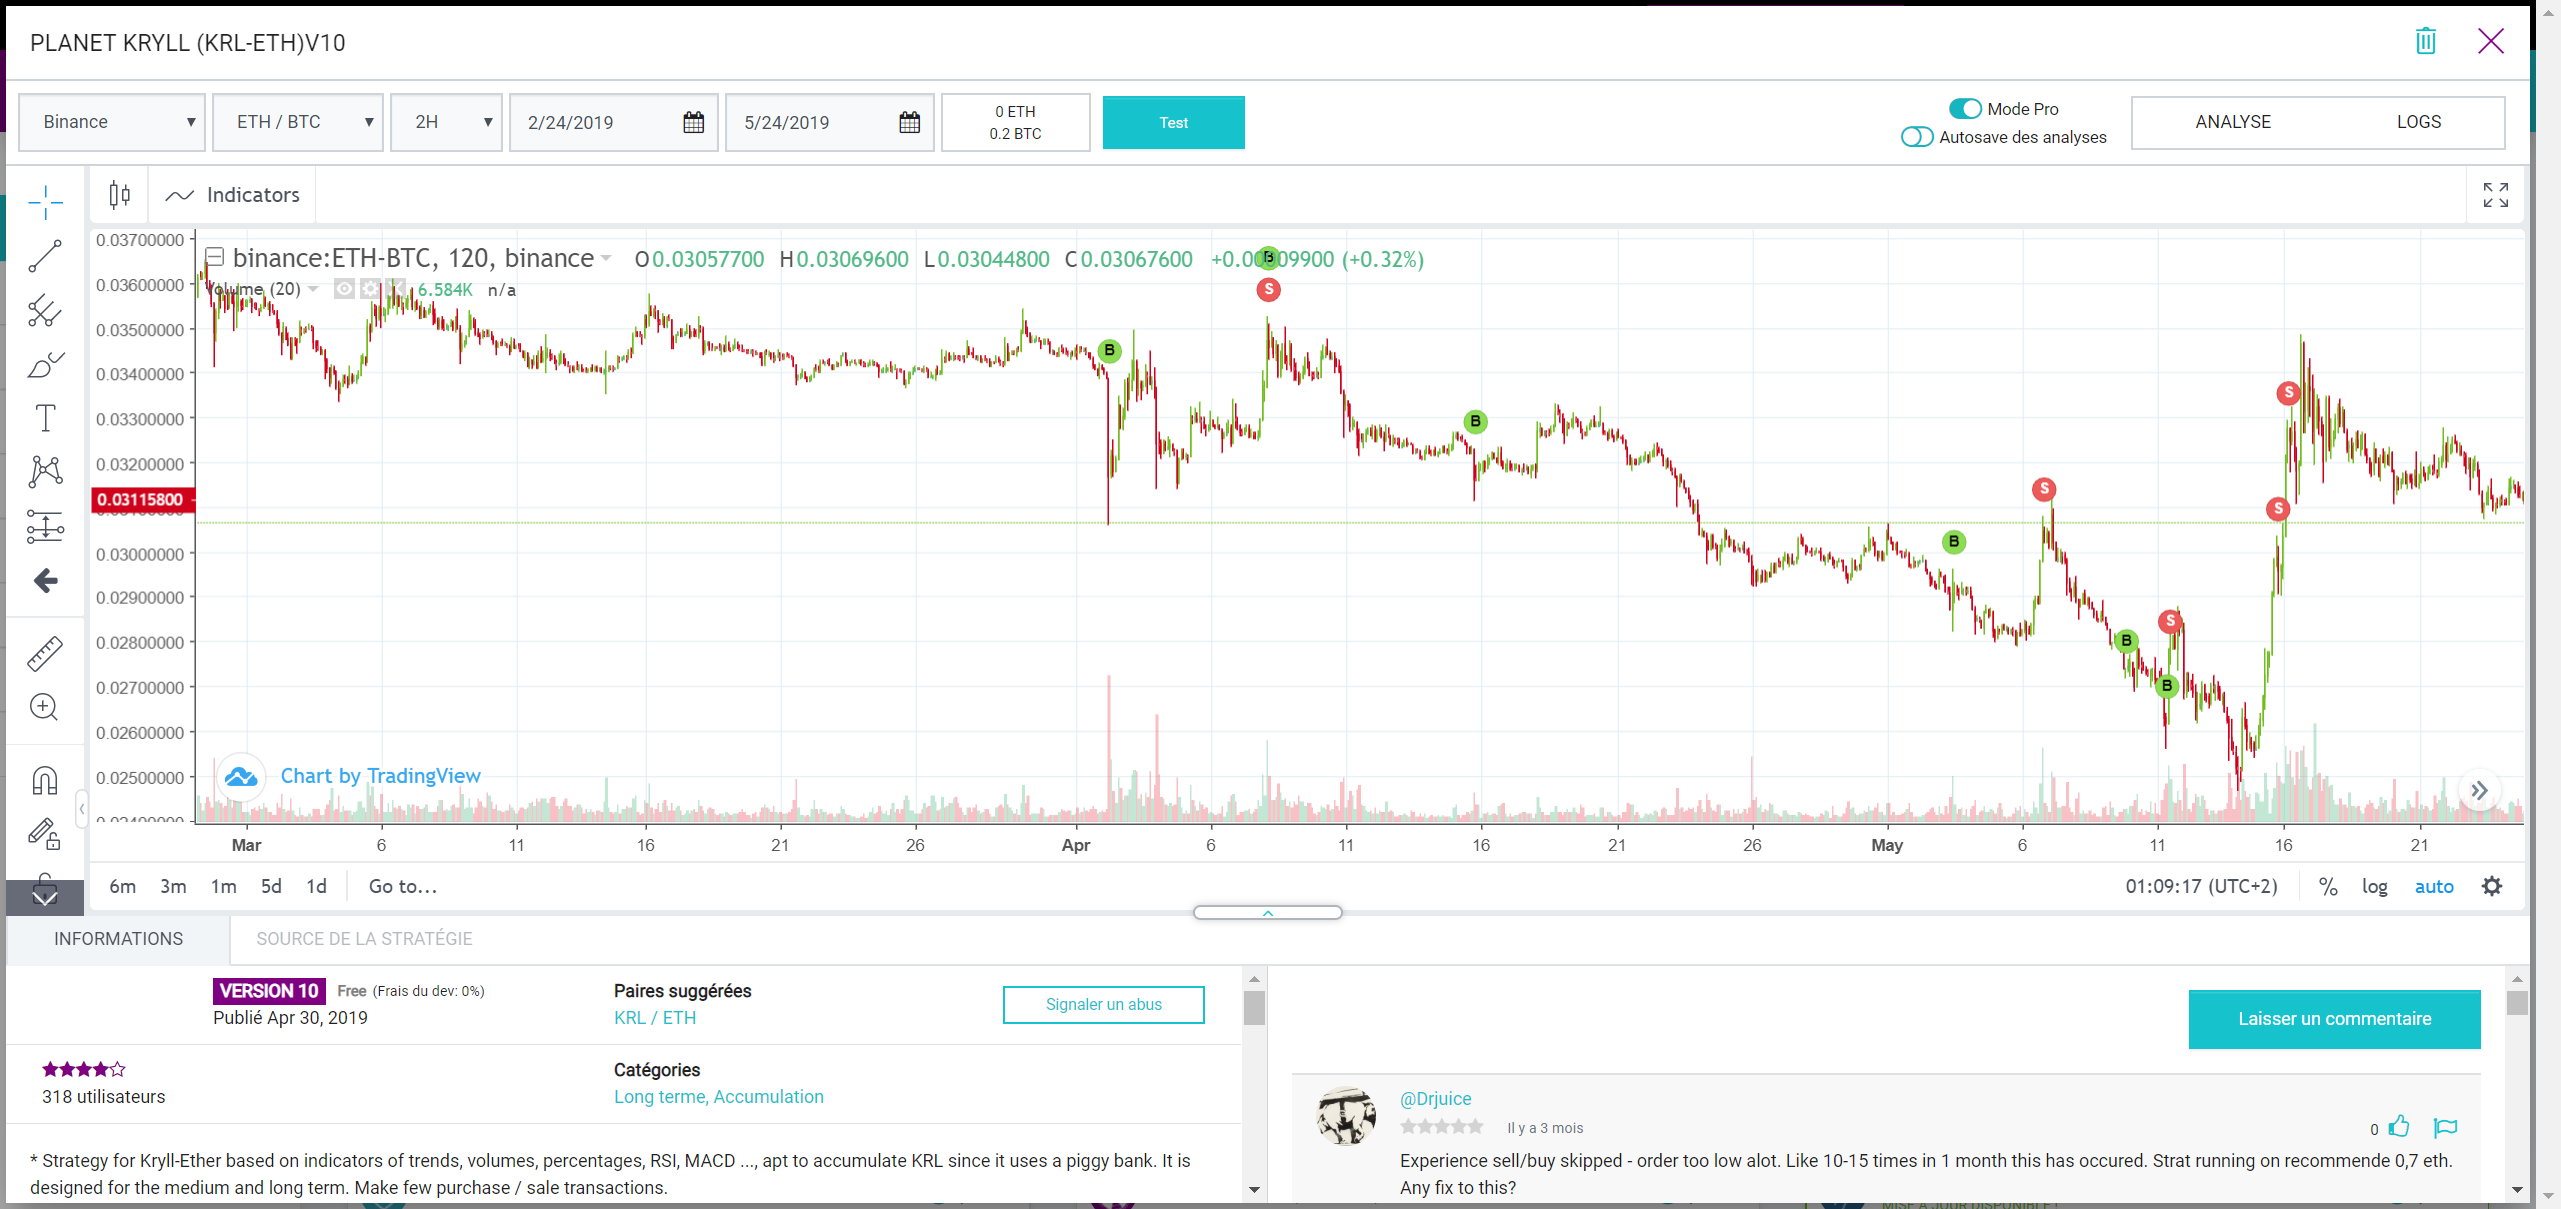 PLANET KRYLL (KRL-ETH)V10
Binance ETH / BTC 2H 2/24/2019 5/24/2019
0 ETH
0.2 BTC
Test
Mode Pro
Autosave des analyses
ANALYSE LOGS
Indicators
binance:ETH-BTC, 120, binance O0.03057700 H0.03069600 L0.03044800 C0.03067600 (+0.32%)
Volume (20) 6.584K n/a
0.03700000
0.03600000
0.03500000
0.03400000
0.03300000
0.03200000
0.03115800
0.03000000
0.02900000
0.02800000
0.02700000
0.02600000
0.02500000
0.02400000
B
B
S
B
B
S
B
B
S
S
S
Chart by TradingView
Mar 6 11 16 21 26 Apr 6 11 16 21 26 May 6 11 16 21
6m 3m 1m 5d 1d Go to...
01:09:17 (UTC+2) % log auto
INFORMATIONS SOURCE DE LA STRATÉGIE
VERSION 10 Free (Frais du dev: 0%)
Publié Apr 30, 2019
Paires suggérées
KRL / ETH
Signaler un abus
318 utilisateurs
Catégories
Long terme, Accumulation
* Strategy for Kryll-Ether based on indicators of trends, volumes, percentages, RSI, MACD ..., apt to accumulate KRL since it uses a piggy bank. It is
designed for the medium and long term. Make few purchase / sale transactions.
Laisser un commentaire
@Drjuice
Il y a 3 mois
0
Experience sell/buy skipped - order too low alot. Like 10-15 times in 1 month this has occured. Strat running on recommende 0,7 eth.
Any fix to this?
MISE À JOUR DISPONIBLE !